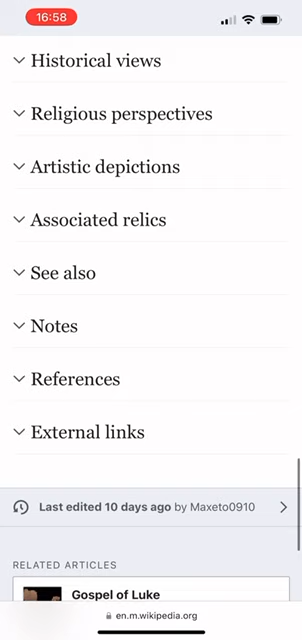 16:58
Historical views
Religious perspectives
Artistic depictions
Associated relics
See also
Notes
References
External links
Last edited 10 days ago by Maxeto0910
RELATED ARTICLES
Gospel of Luke
en.m.wikipedia.org